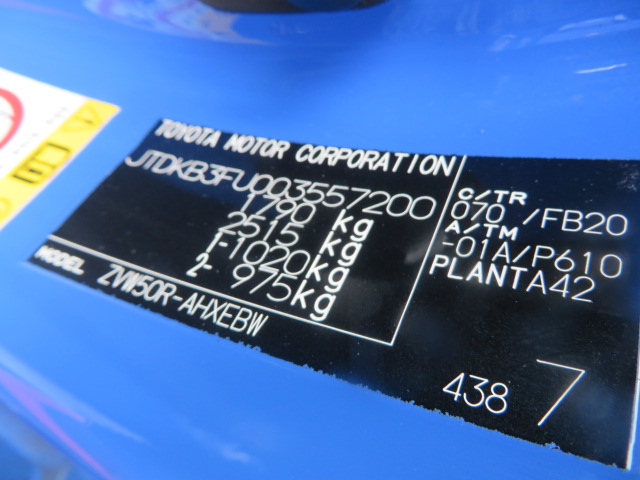 TOYOTA MOTOR CORPORATION
JTDKB3FU003557200
1790 kg
2515 kg
1-1020kg
2- 975kg
MODEL ZVW50R-AHXEBW
C/TR
070 /FB20
A/TM
-01A/P610
PLANTA42
438 7